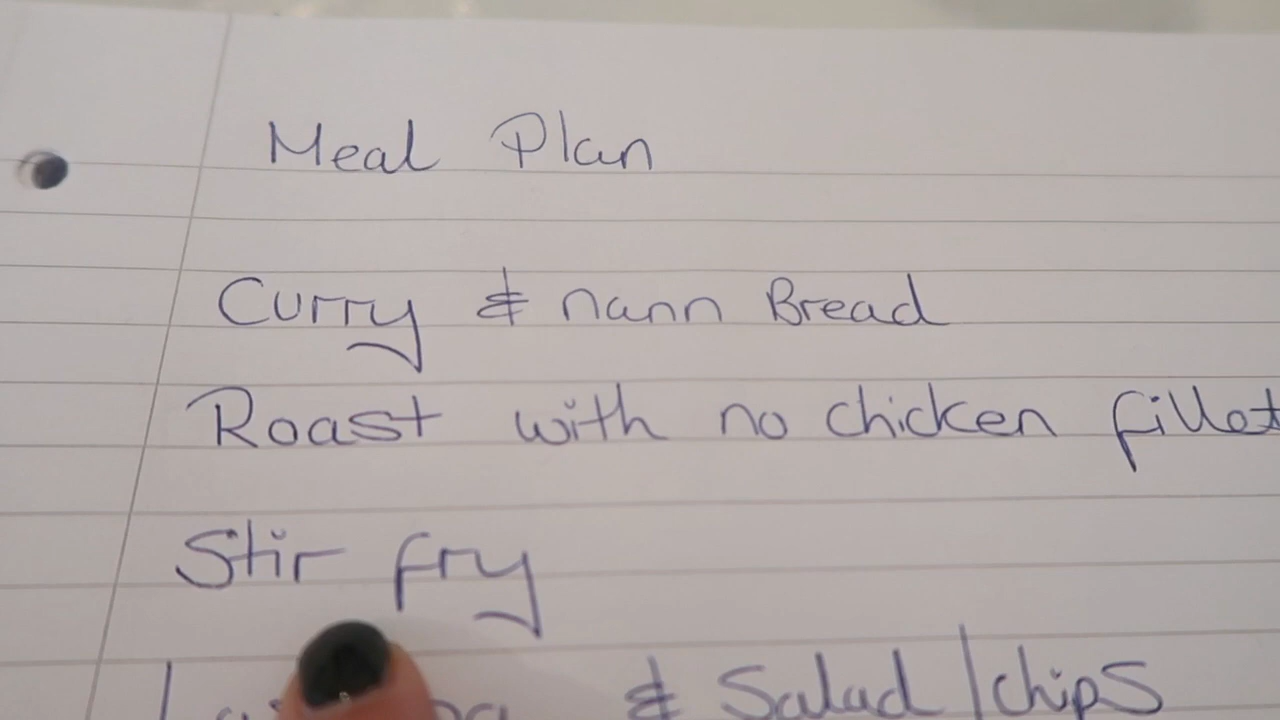 Meal Plan
Curry & nann Bread
Roast with no chicken fillet
Stir fry
& Salad/chips